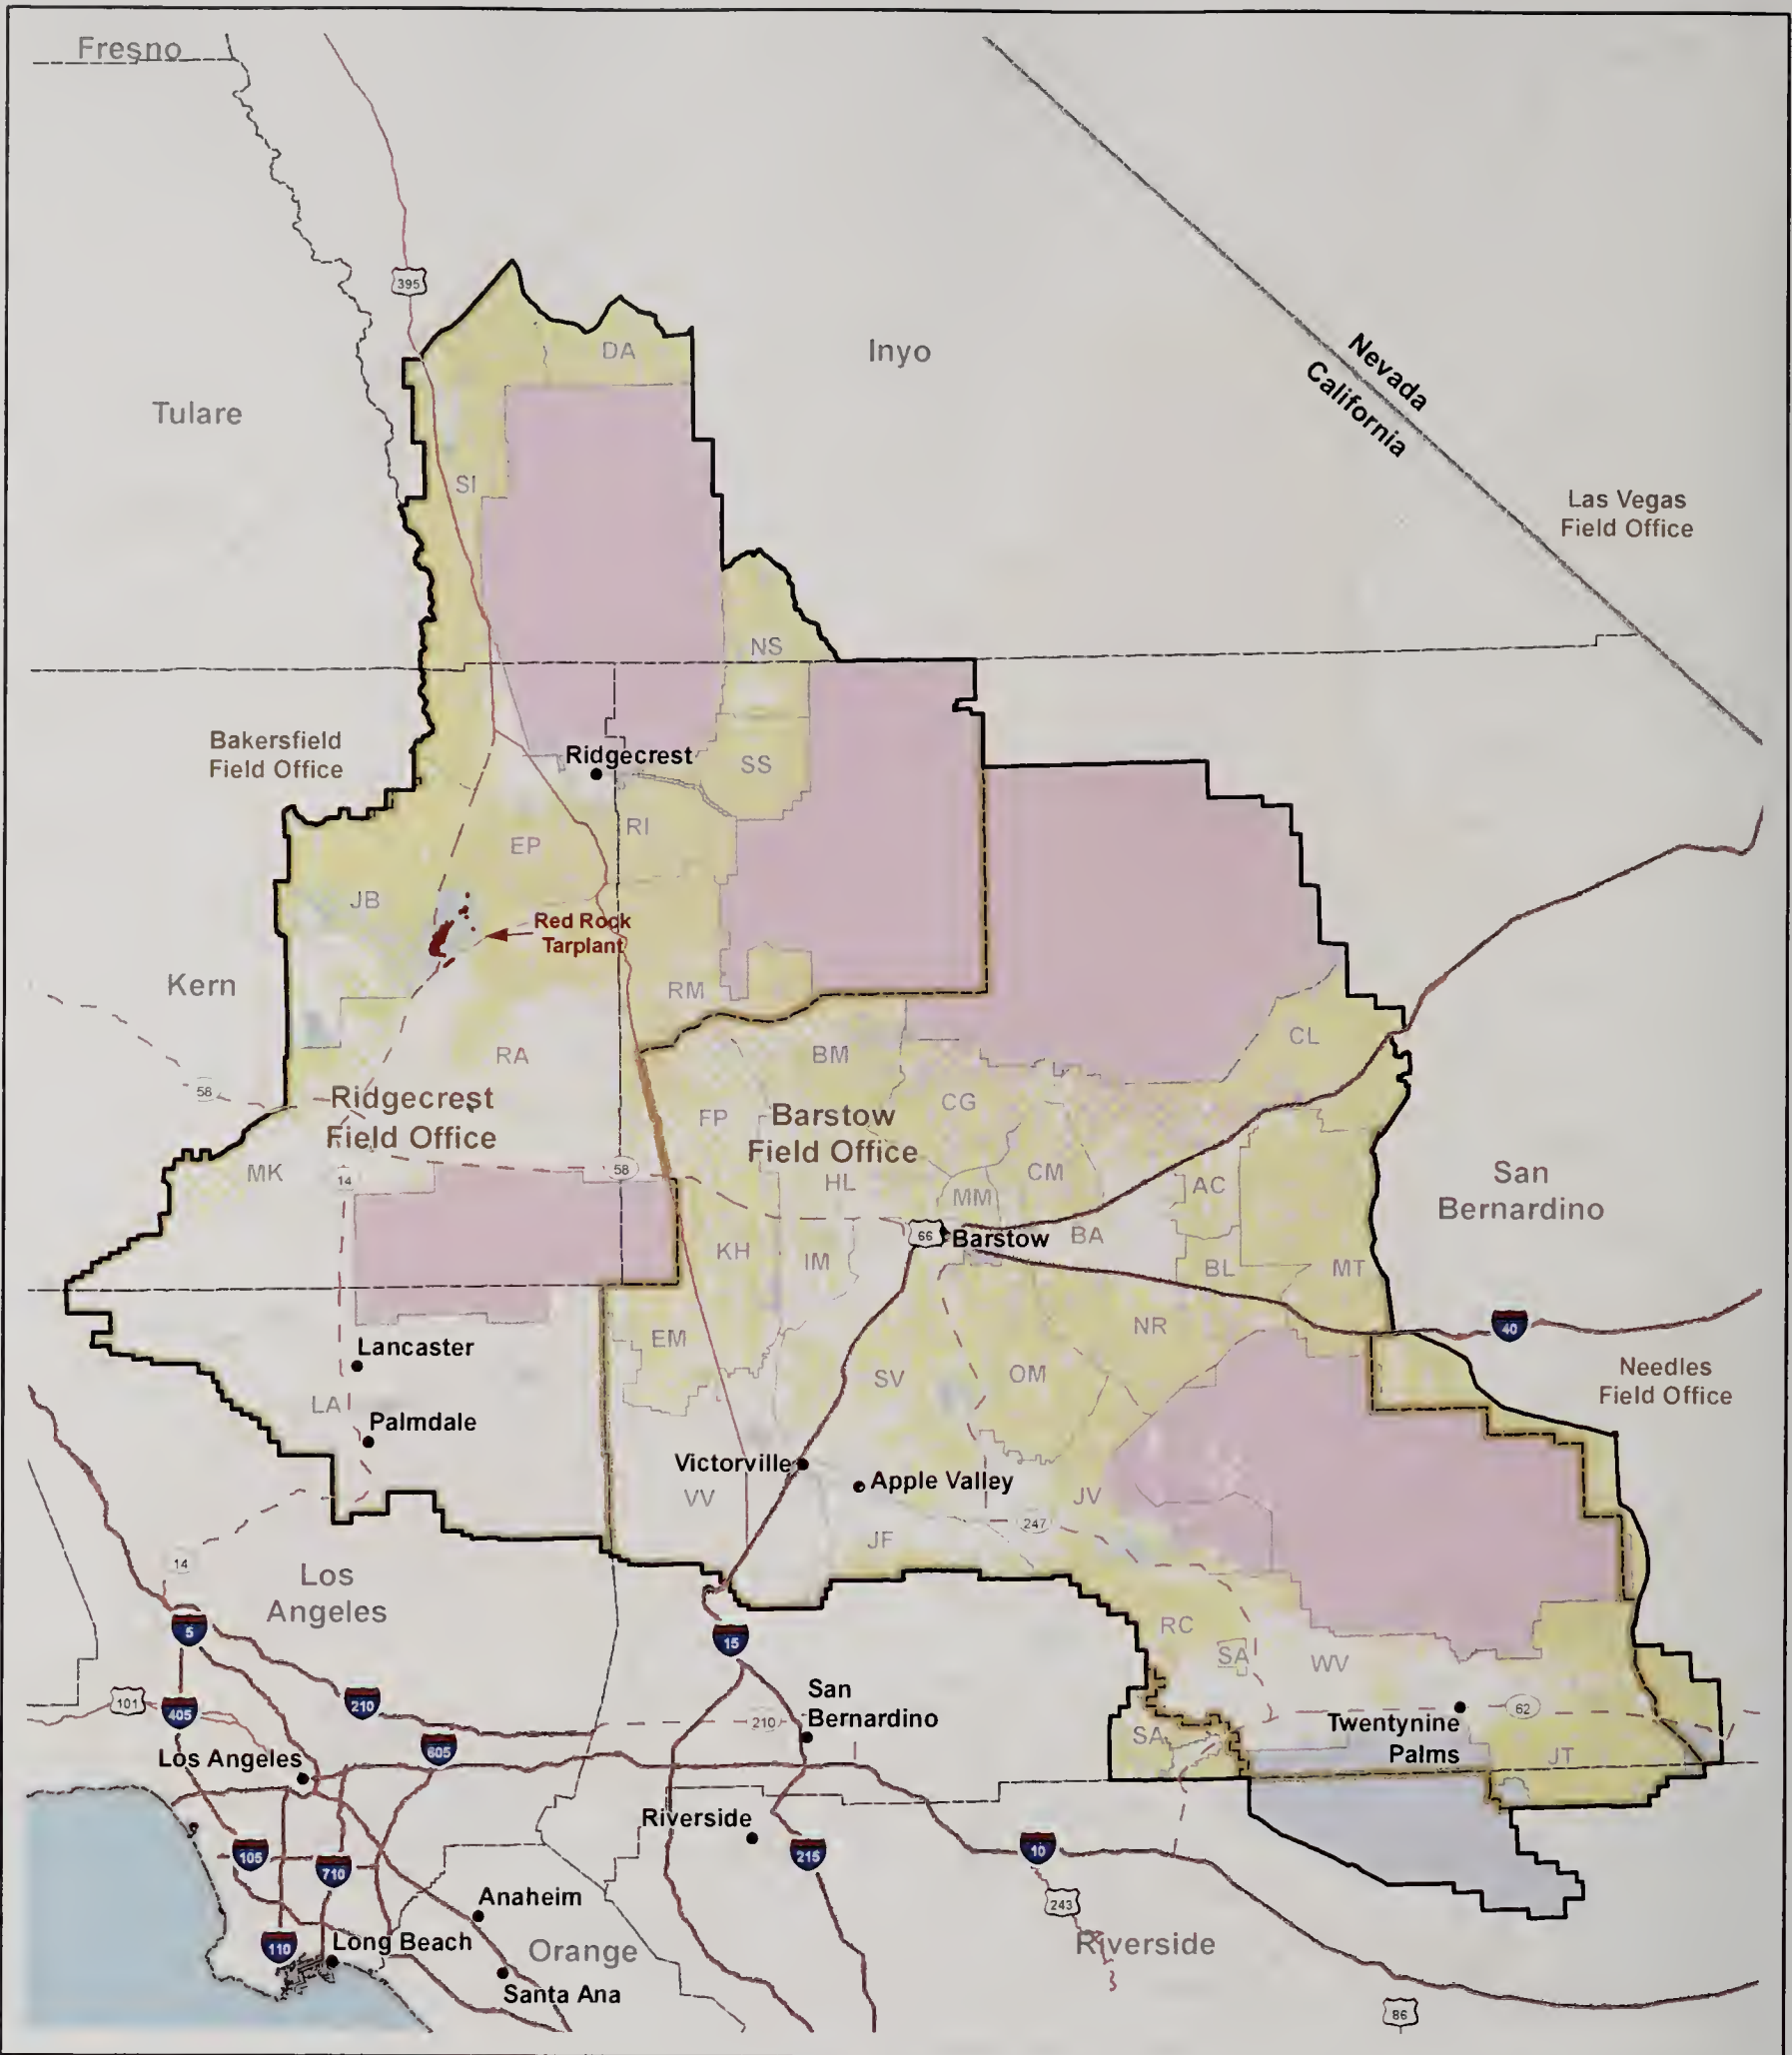 Fresno
395
DA
Inyo
Nevada
California
Tulare
SI
Las Vegas
Field Office
NS
Bakersfield
Field Office
Ridgecrest
SS
RI
EP
JB
Red Rock
Tarplant
Kern
RM
CL
BM
RA
58
Ridgecrest
Field Office
FP
Barstow
Field Office
CG
MK
14
58
HL
CM
MM
AC
San
Bernardino
66
Barstow
BA
KH
IM
BL
MT
EM
NR
40
Lancaster
SV
OM
Needles
Field Office
LA
Palmdale
Victorville
Apple Valley
VV
JV
247
JF
14
Los
Angeles
5
15
RC
SA
WV
101
405
210
210
San
Bernardino
62
Twentynine
Palms
SA
JT
605
Los Angeles
Riverside
105
710
215
10
243
Anaheim
110
Long Beach
Orange
Riverside
Santa Ana
86